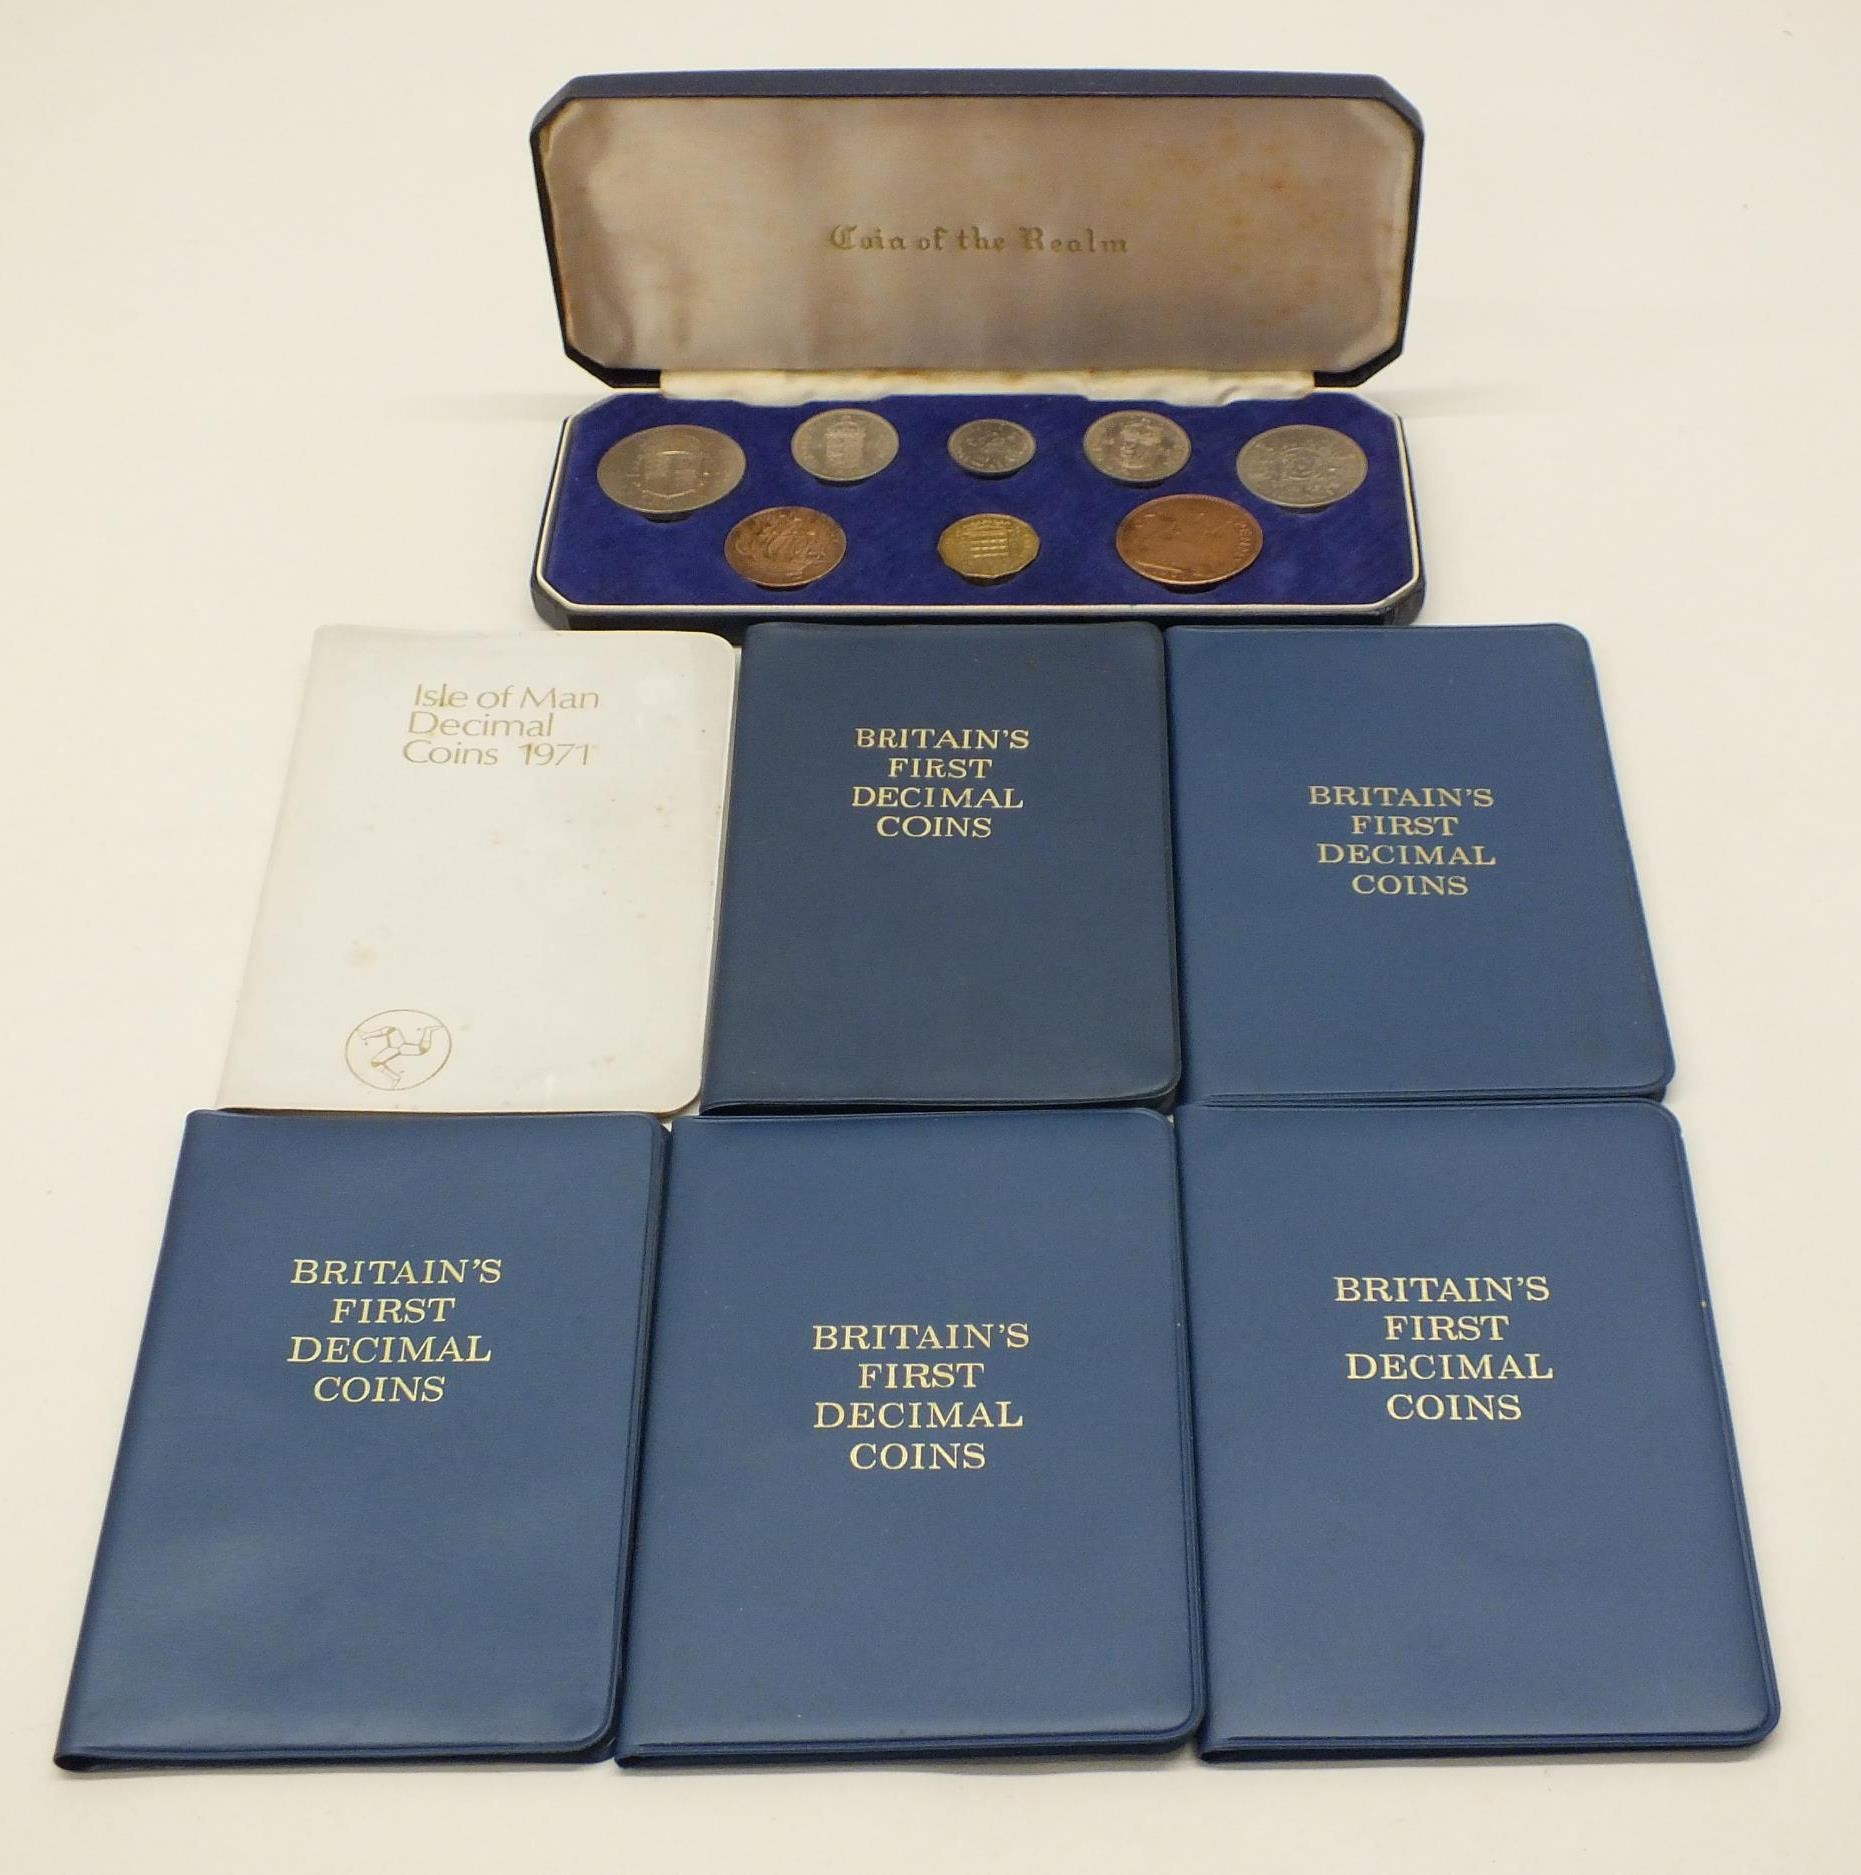 Coin of the Realm
Isle of Man
Decimal
Coins 1971
BRITAIN'S
FIRST
DECIMAL
COINS
BRITAIN'S
FIRST
DECIMAL
COINS
BRITAIN'S
FIRST
DECIMAL
COINS
BRITAIN'S
FIRST
DECIMAL
COINS
BRITAIN'S
FIRST
DECIMAL
COINS